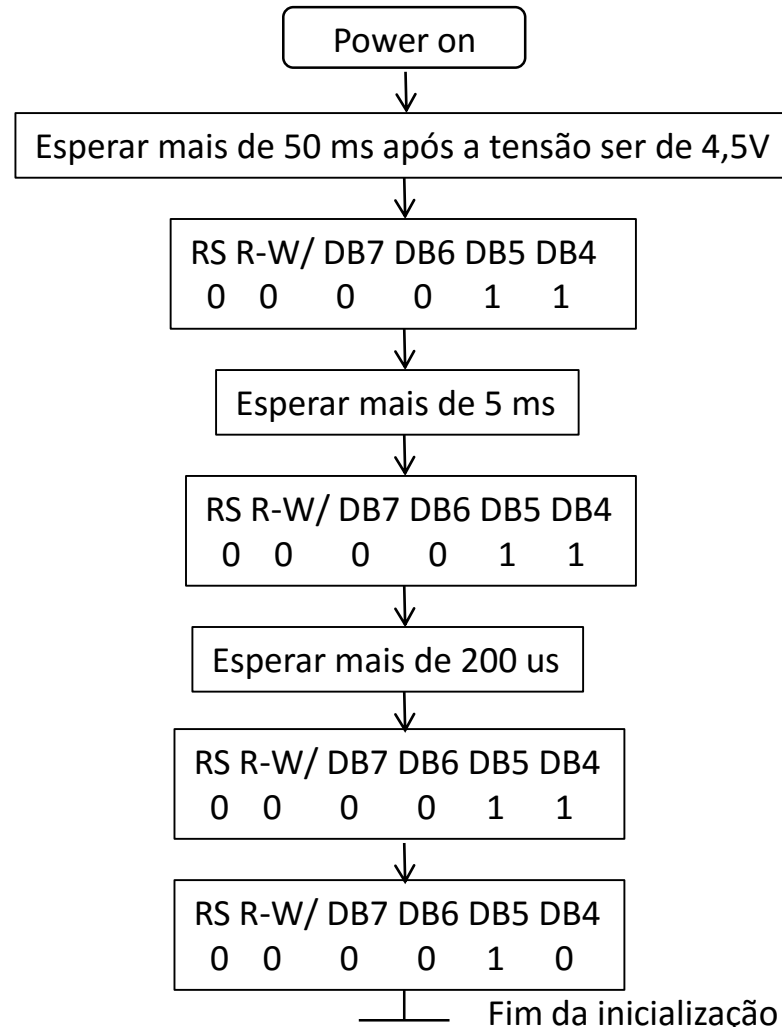 Power on
Esperar mais de 50 ms após a tensão ser de 4,5V
RS R-W/ DB7 DB6 DB5 DB4
0 0 0 0 1 1
Esperar mais de 5 ms
RS R-W/ DB7 DB6 DB5 DB4
0 0 0 0 1 1
Esperar mais de 200 us
RS R-W/ DB7 DB6 DB5 DB4
0 0 0 0 1 1
RS R-W/ DB7 DB6 DB5 DB4
0 0 0 0 1 0
Fim da inicialização